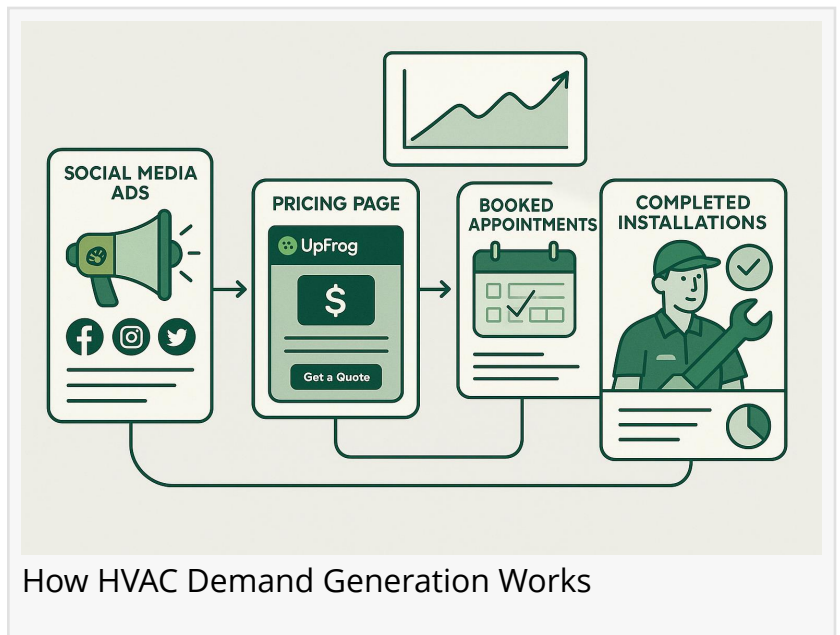 SOCIAL MEDIA
ADS
PRICING PAGE
UpFrog
$
Get a Quote
BOOKED
APPOINTMENTS
COMPLETED
INSTALLATIONS
How HVAC Demand Generation Works